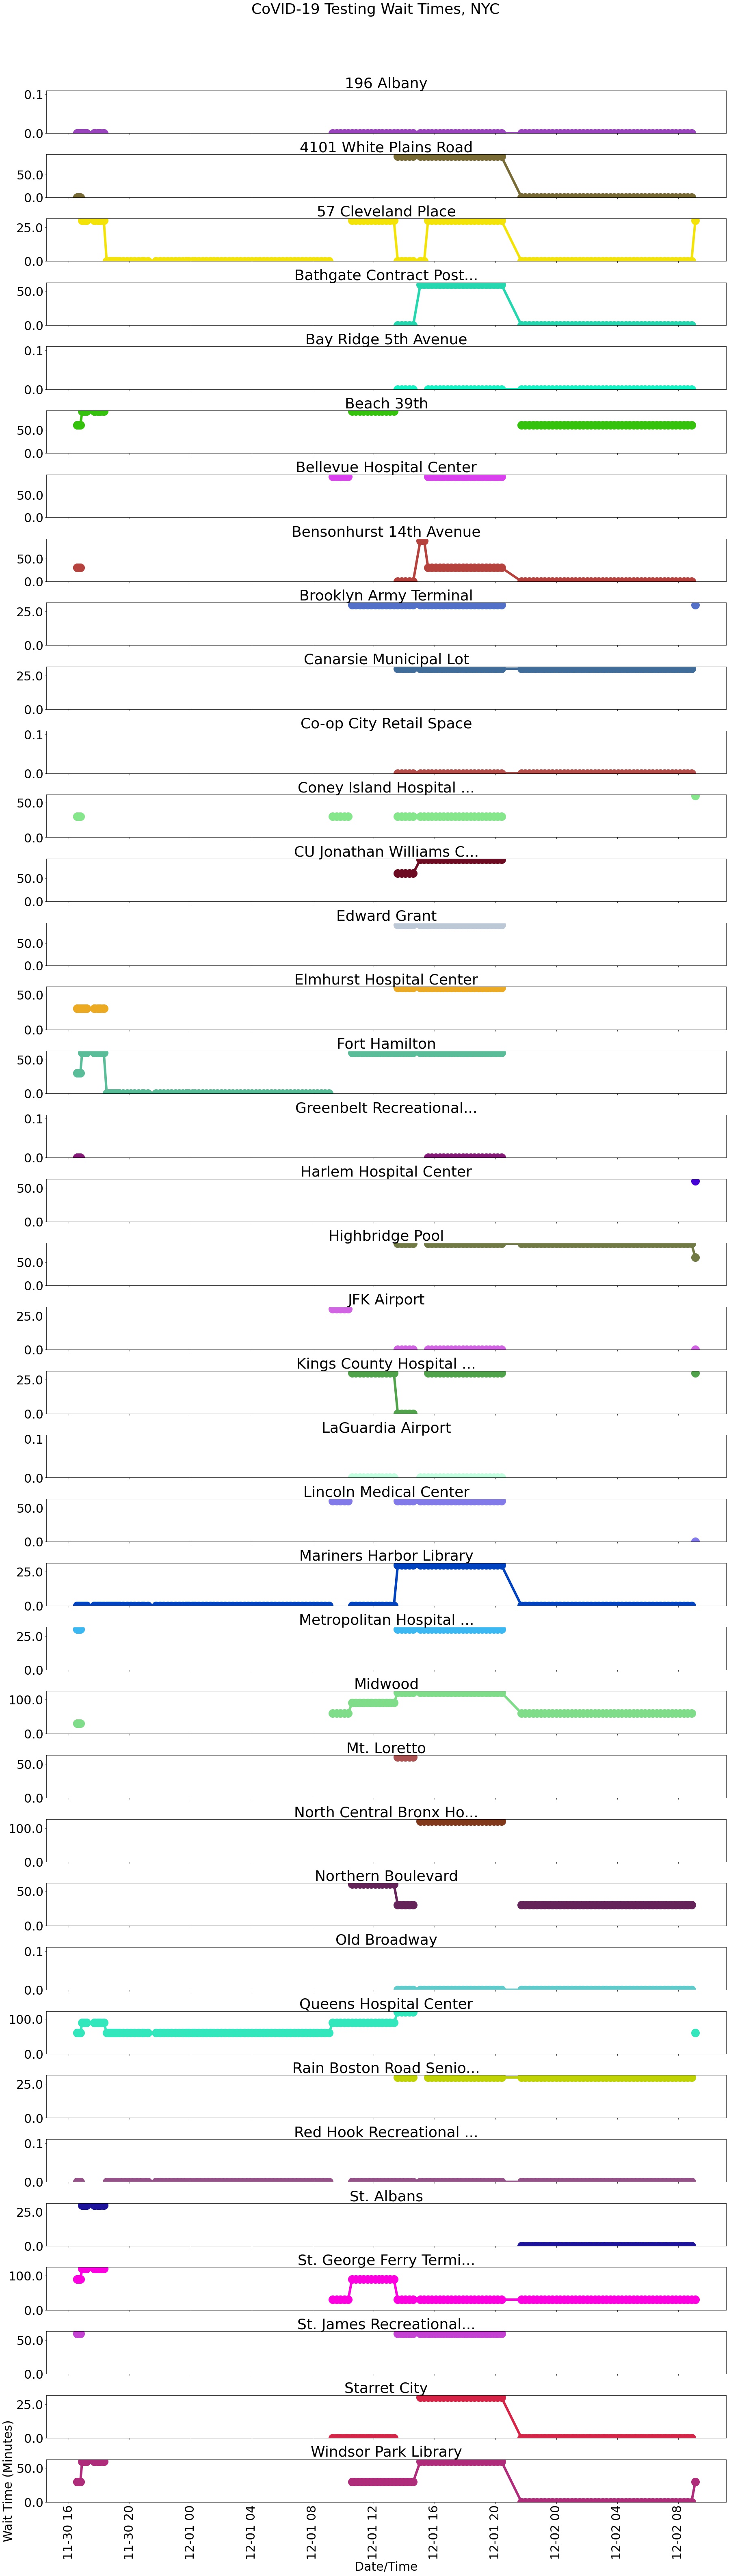 CoVID-19 Testing Wait Times, NYC
196 Albany
0.1
0.0
4101 White Plains Road
50.0
0.0
57 Cleveland Place
25.0
0.0
Bathgate Contract Post...
50.0
0.0
Bay Ridge 5th Avenue
0.1
0.0
Beach 39th
50.0
0.0
Bellevue Hospital Center
50.0
0.0
Bensonhurst 14th Avenue
50.0
0.0
Brooklyn Army Terminal
25.0
0.0
Canarsie Municipal Lot
25.0
0.0
Co-op City Retail Space
0.1
0.0
Coney Island Hospital ...
50.0
0.0
CU Jonathan Williams C...
50.0
0.0
Edward Grant
50.0
0.0
Elmhurst Hospital Center
50.0
0.0
Fort Hamilton
50.0
0.0
Greenbelt Recreational...
0.1
0.0
Harlem Hospital Center
50.0
0.0
Highbridge Pool
50.0
0.0
JFK Airport
25.0
0.0
Kings County Hospital ...
25.0
0.0
LaGuardia Airport
0.1
0.0
Lincoln Medical Center
50.0
0.0
Mariners Harbor Library
25.0
0.0
Metropolitan Hospital ...
25.0
0.0
Midwood
100.0
0.0
Mt. Loretto
50.0
0.0
North Central Bronx Ho...
100.0
0.0
Northern Boulevard
50.0
0.0
Old Broadway
0.1
0.0
Queens Hospital Center
100.0
0.0
Rain Boston Road Senio...
25.0
0.0
Red Hook Recreational ...
0.1
0.0
St. Albans
25.0
0.0
St. George Ferry Termi...
100.0
0.0
St. James Recreational...
50.0
0.0
Starret City
25.0
0.0
Windsor Park Library
50.0
0.0
Wait Time (Minutes)
11-30 16
11-30 20
12-01 00
12-01 04
12-01 08
12-01 12
12-01 16
12-01 20
12-02 00
12-02 04
12-02 08
Date/Time